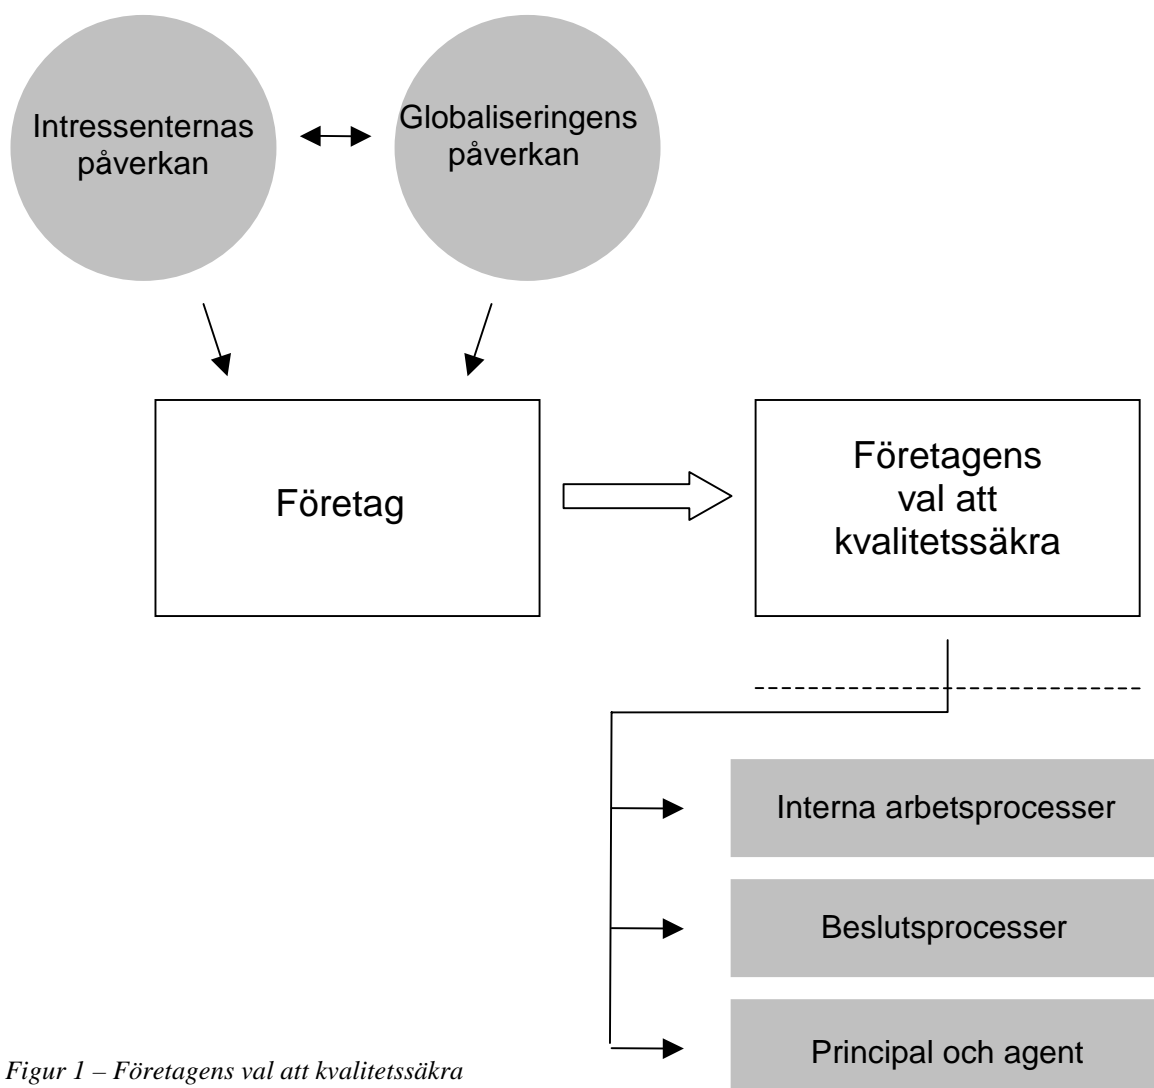 Intressenternas
påverkan
Globaliseringens
påverkan
Företag
Företagens
val att
kvalitetssäkra
Interna arbetsprocesser
Beslutsprocesser
Principal och agent
Figur 1 – Företagens val att kvalitetssäkra